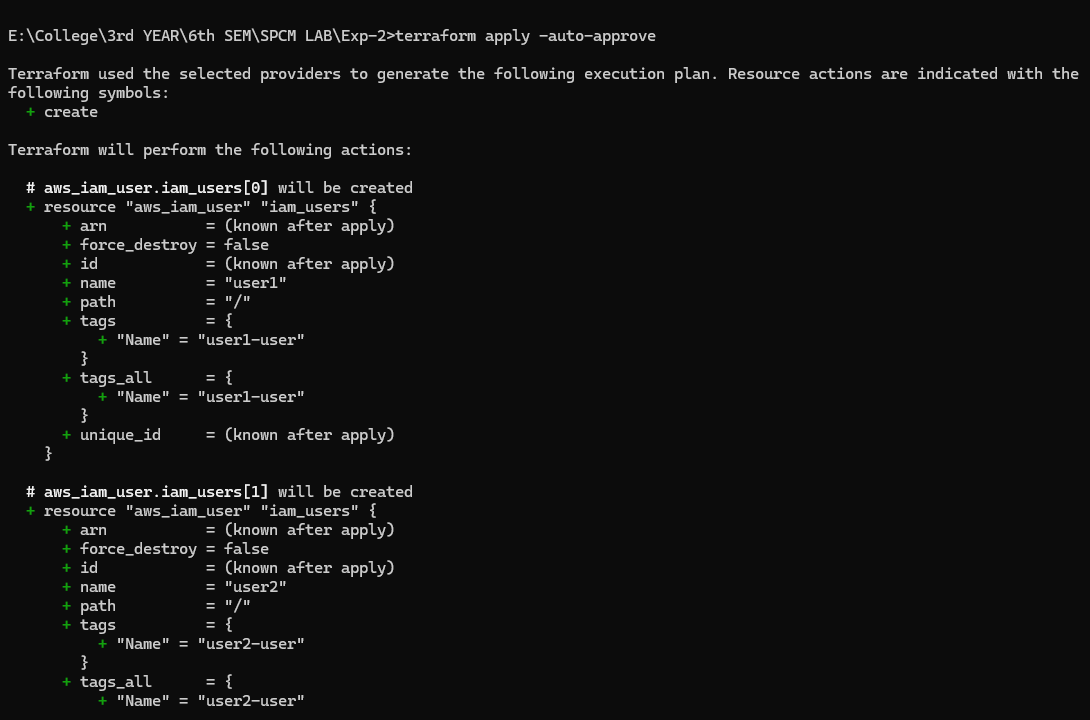 E:\College\3rd YEAR\6th SEM\SPCM LAB\Exp-2>terraform apply -auto-approve
Terraform used the selected providers to generate the following execution plan. Resource actions are indicated with the
following symbols:
  + create
Terraform will perform the following actions:
  # aws_iam_user.iam_users[0] will be created
  + resource "aws_iam_user" "iam_users" {
      + arn           = (known after apply)
      + force_destroy = false
      + id            = (known after apply)
      + name          = "user1"
      + path          = "/"
      + tags          = {
          + "Name" = "user1-user"
        }
      + tags_all      = {
          + "Name" = "user1-user"
        }
      + unique_id     = (known after apply)
    }
  # aws_iam_user.iam_users[1] will be created
  + resource "aws_iam_user" "iam_users" {
      + arn           = (known after apply)
      + force_destroy = false
      + id            = (known after apply)
      + name          = "user2"
      + path          = "/"
      + tags          = {
          + "Name" = "user2-user"
        }
      + tags_all      = {
          + "Name" = "user2-user"